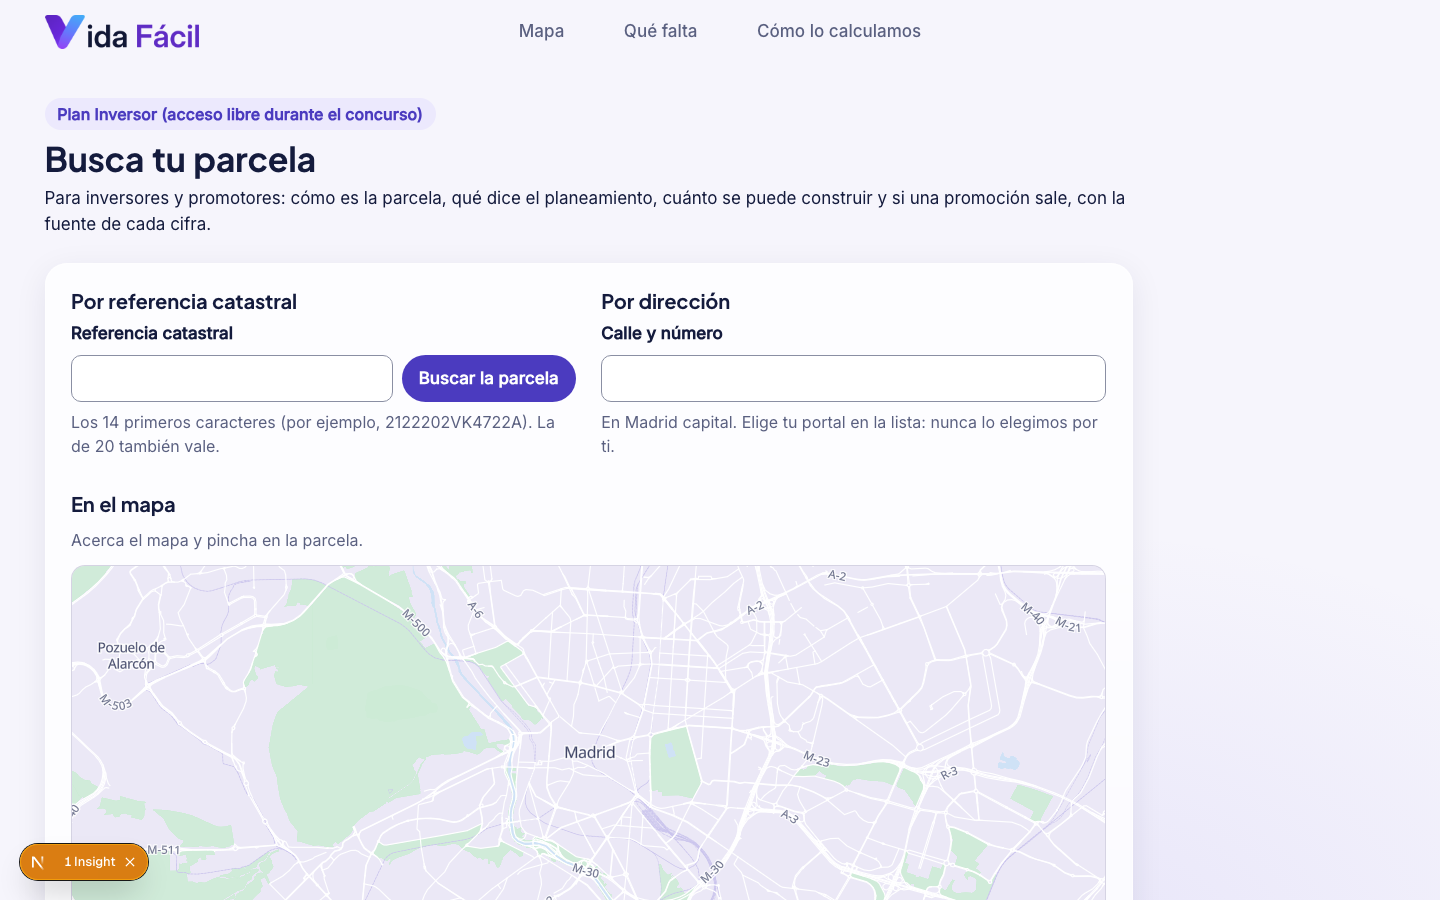 Vida Fácil
Mapa
Qué falta
Cómo lo calculamos
Plan Inversor (acceso libre durante el concurso)
Busca tu parcela
Para inversores y promotores: cómo es la parcela, qué dice el planeamiento, cuánto se puede construir y si una promoción sale, con la
fuente de cada cifra.
Por referencia catastral
Referencia catastral
Buscar la parcela
Los 14 primeros caracteres (por ejemplo, 2122202VK4722A). La
de 20 también vale.
Por dirección
Calle y número
En Madrid capital. Elige tu portal en la lista: nunca lo elegimos por
ti.
En el mapa
Acerca el mapa y pincha en la parcela.
A-2
A-6
A-2
M-500
M-40
M-21
Pozuelo de
Alarcón
M-503
Madrid
M-23
R-3
A-3
M-511
M-30
M-30
N
1 Insight